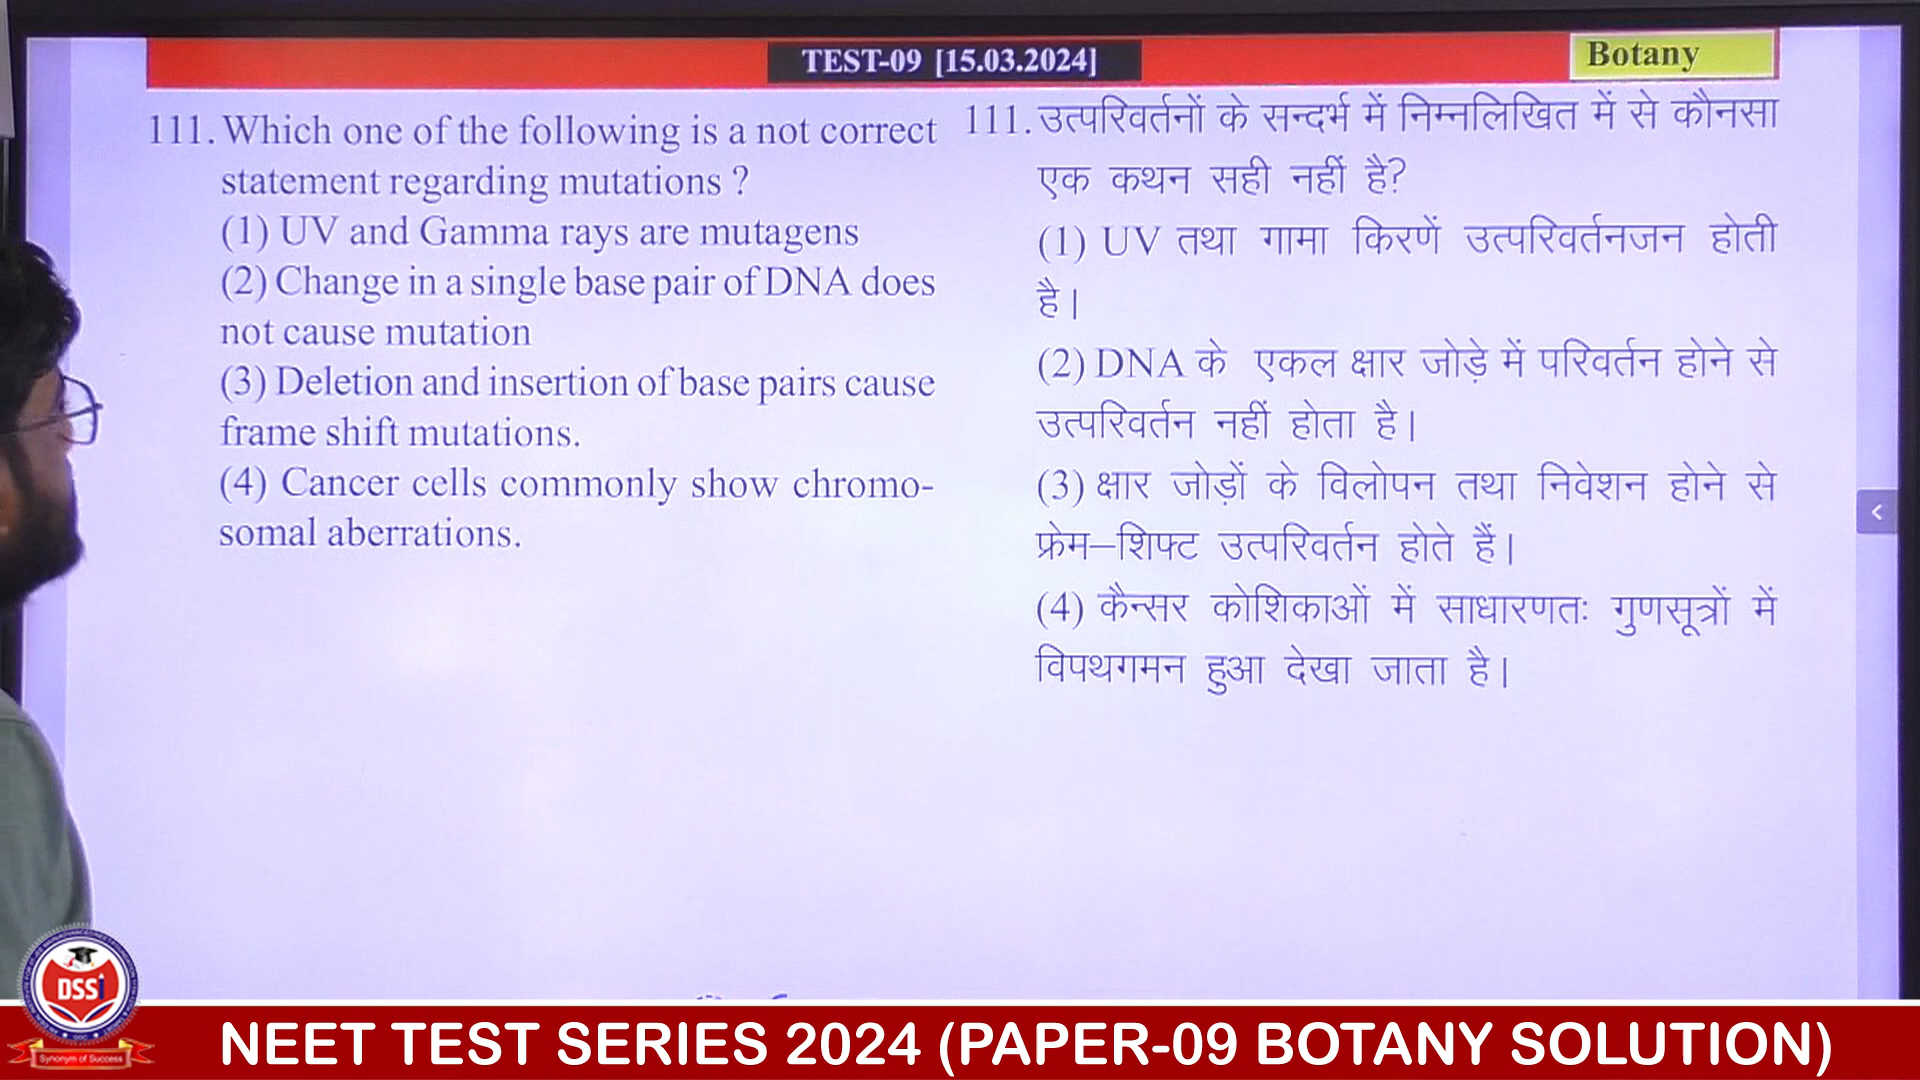 TEST-09 [15.03.2024]
Botany
111. Which one of the following is a not correct
statement regarding mutations ?
(1) UV and Gamma rays are mutagens
(2) Change in a single base pair of DNA does
not cause mutation
(3) Deletion and insertion of base pairs cause
frame shift mutations.
(4) Cancer cells commonly show chromo-
somal aberrations.
111. उत्परिवर्तनों के सन्दर्भ में निम्नलिखित में से कौनसा
एक कथन सही नहीं है?
(1) UV तथा गामा किरणें उत्परिवर्तनजन होती
है।
(2) DNA के एकल क्षार जोड़े में परिवर्तन होने से
उत्परिवर्तन नहीं होता है।
(3) क्षार जोड़ों के विलोपन तथा निवेशन होने से
फ्रेम–शिफ्ट उत्परिवर्तन होते हैं।
(4) कैन्सर कोशिकाओं में साधारणतः गुणसूत्रों में
विपथगमन हुआ देखा जाता है।
<
DSSi
Synonym of Success
NEET TEST SERIES 2024 (PAPER-09 BOTANY SOLUTION)